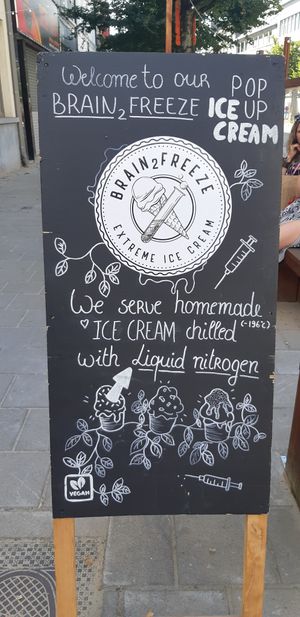 Welcome to our
BRAIN2FREEZE
POP
ICE UP
CREAM
BRAIN2FREEZE
EXTREME ICE CREAM
We serve homemade
ICE CREAM chilled (-196°C)
with Liquid nitrogen
VEGAN